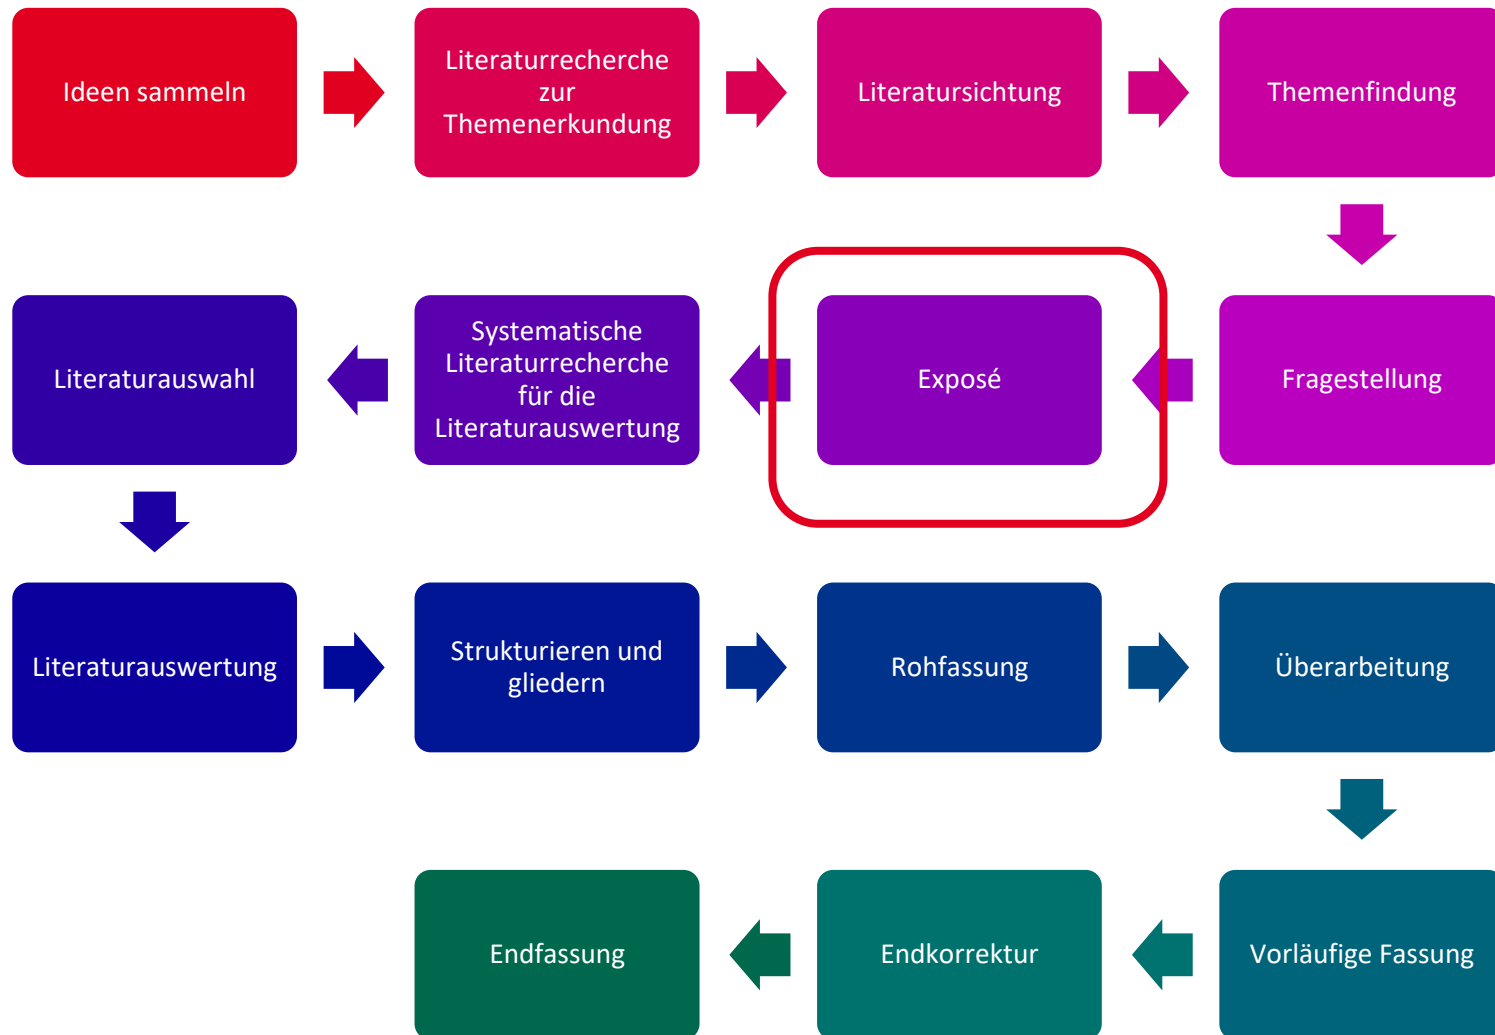 Ideen sammeln
Literaturrecherche
zur
Themenerkundung
Literatursichtung
Themenfindung
Fragestellung
Exposé
Systematische
Literaturrecherche
für die
Literaturauswertung
Literaturauswahl
Literaturauswertung
Strukturieren und
gliedern
Rohfassung
Überarbeitung
Vorläufige Fassung
Endkorrektur
Endfassung